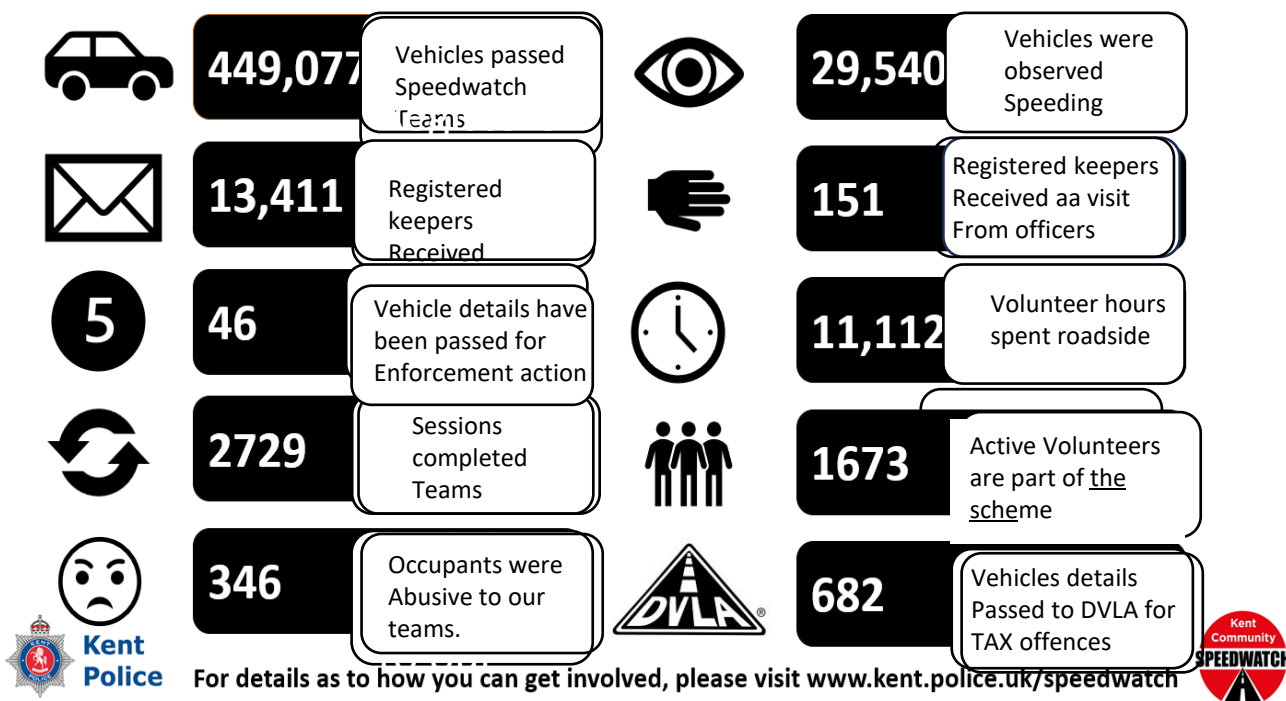 449,077
Vehicles passed
Speedwatch
Teams
29,540
Vehicles were
observed
Speeding
13,411
Registered
keepers
Received
151
Registered keepers
Received aa visit
From officers
5
46
Vehicle details have
been passed for
Enforcement action
11,112
Volunteer hours
spent roadside
2729
Sessions
completed
Teams
1673
Active Volunteers
are part of the
scheme
346
Occupants were
Abusive to our
teams.
DVLA
®
682
Vehicles details
Passed to DVLA for
TAX offences
Kent
Police
For details as to how you can get involved, please visit www.kent.police.uk/speedwatch
Kent
Community
SPEEDWATCH